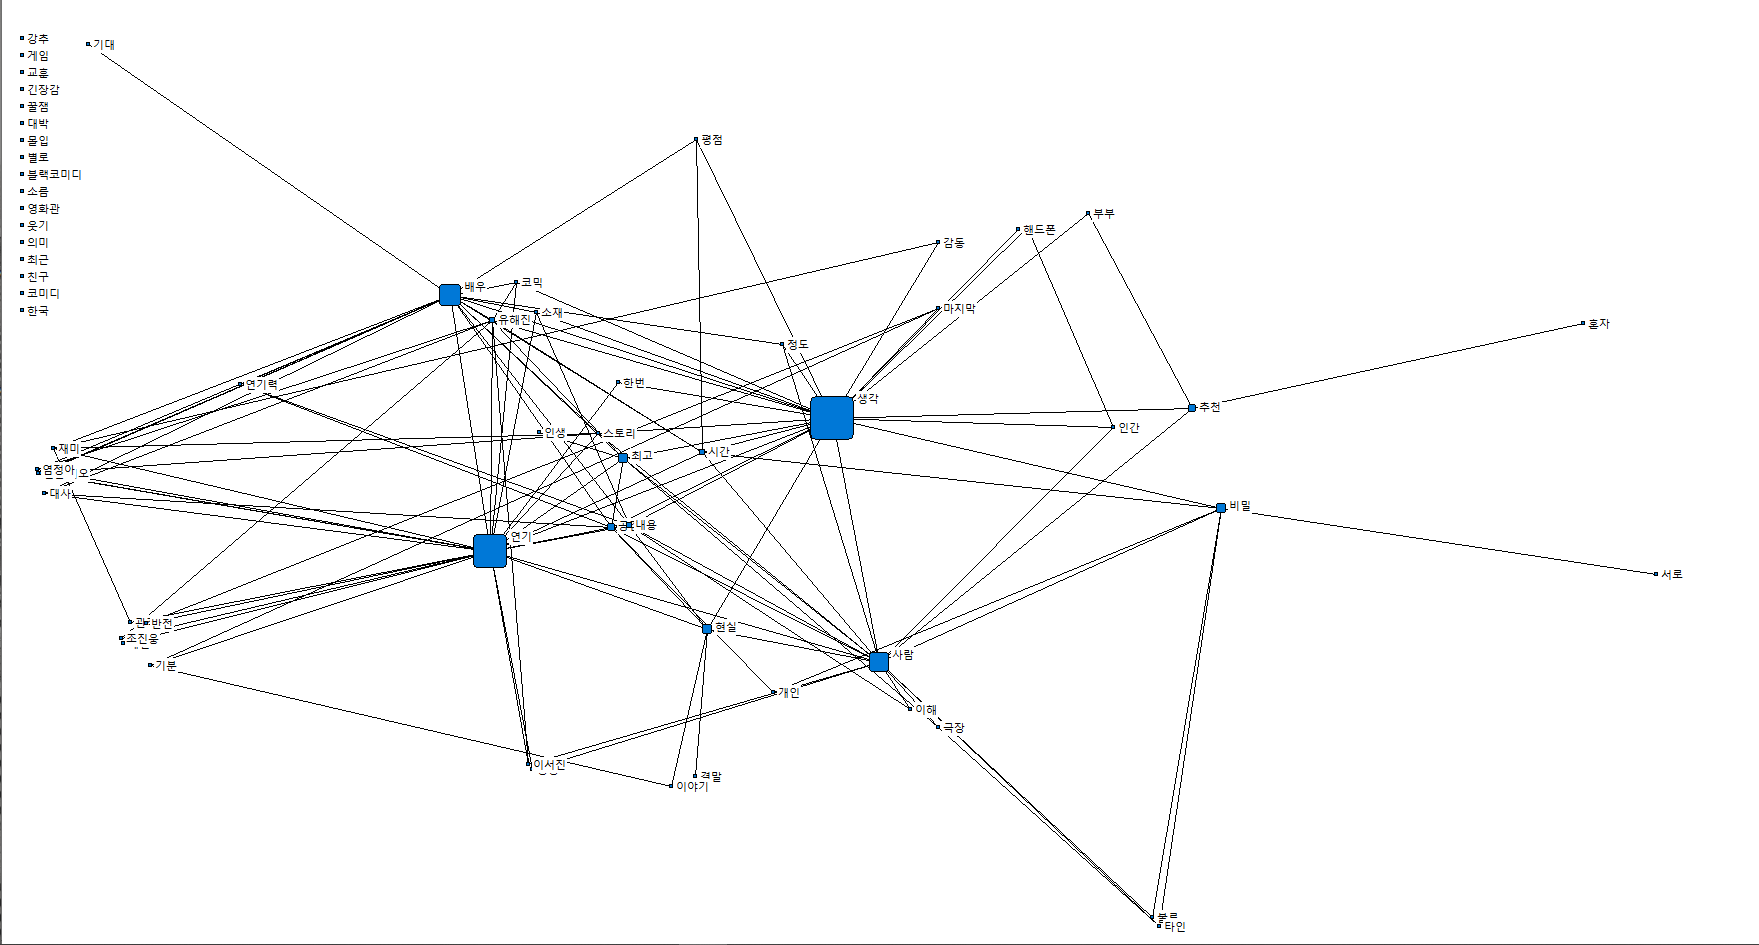 강추
게임
교훈
긴장감
꿀잼
대박
몰입
별로
블랙코미디
소름
영화관
웃기
의미
최근
친구
코미디
한국
기대
평점
부부
핸드폰
감동
배우
코믹
마지막
소재
유해진
혼자
정도
한번
연기력
생각
추천
인간
인생
스토리
재미
시간
최고
염정아
대사
비밀
내용
연기
서로
반전
현실
조진웅
사람
기분
개인
이해
극장
이서진
결말
이야기
타인